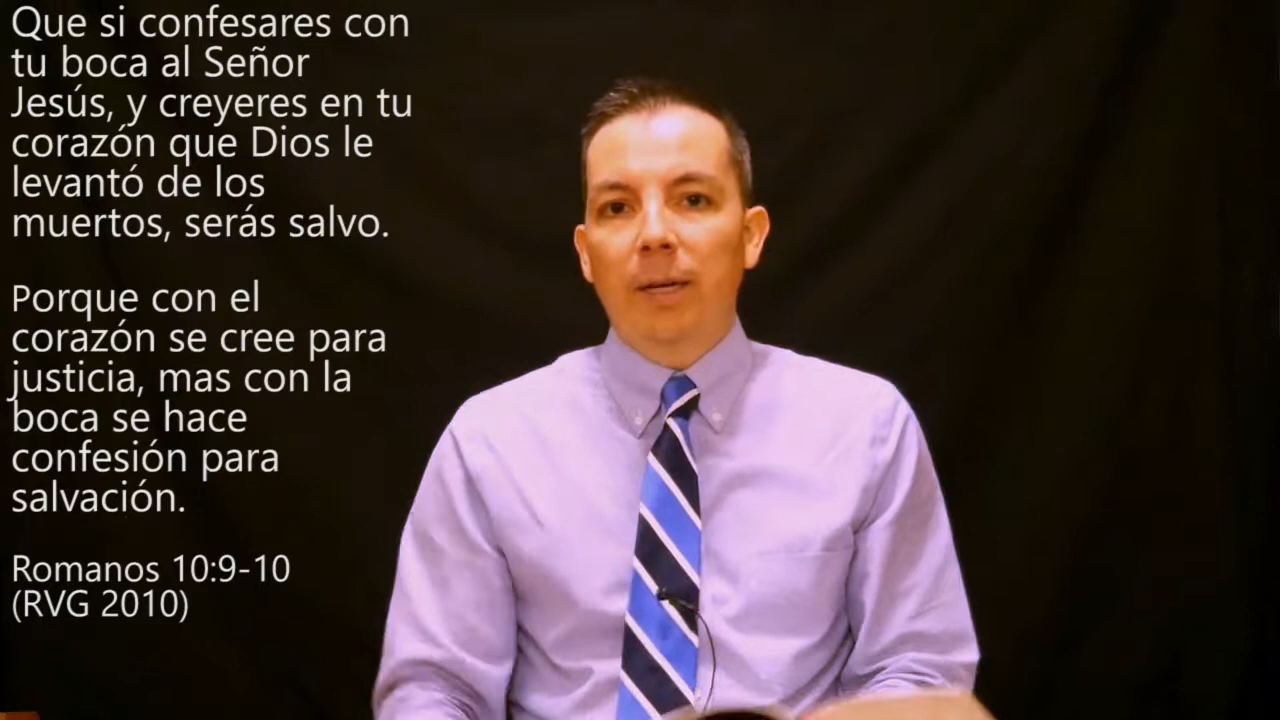 Que si confesares con
tu boca al Señor
Jesús, y creyeres en tu
corazón que Dios le
levantó de los
muertos, serás salvo.
Porque con el
corazón se cree para
justicia, mas con la
boca se hace
confesión para
salvación.
Romanos 10:9-10
(RVG 2010)